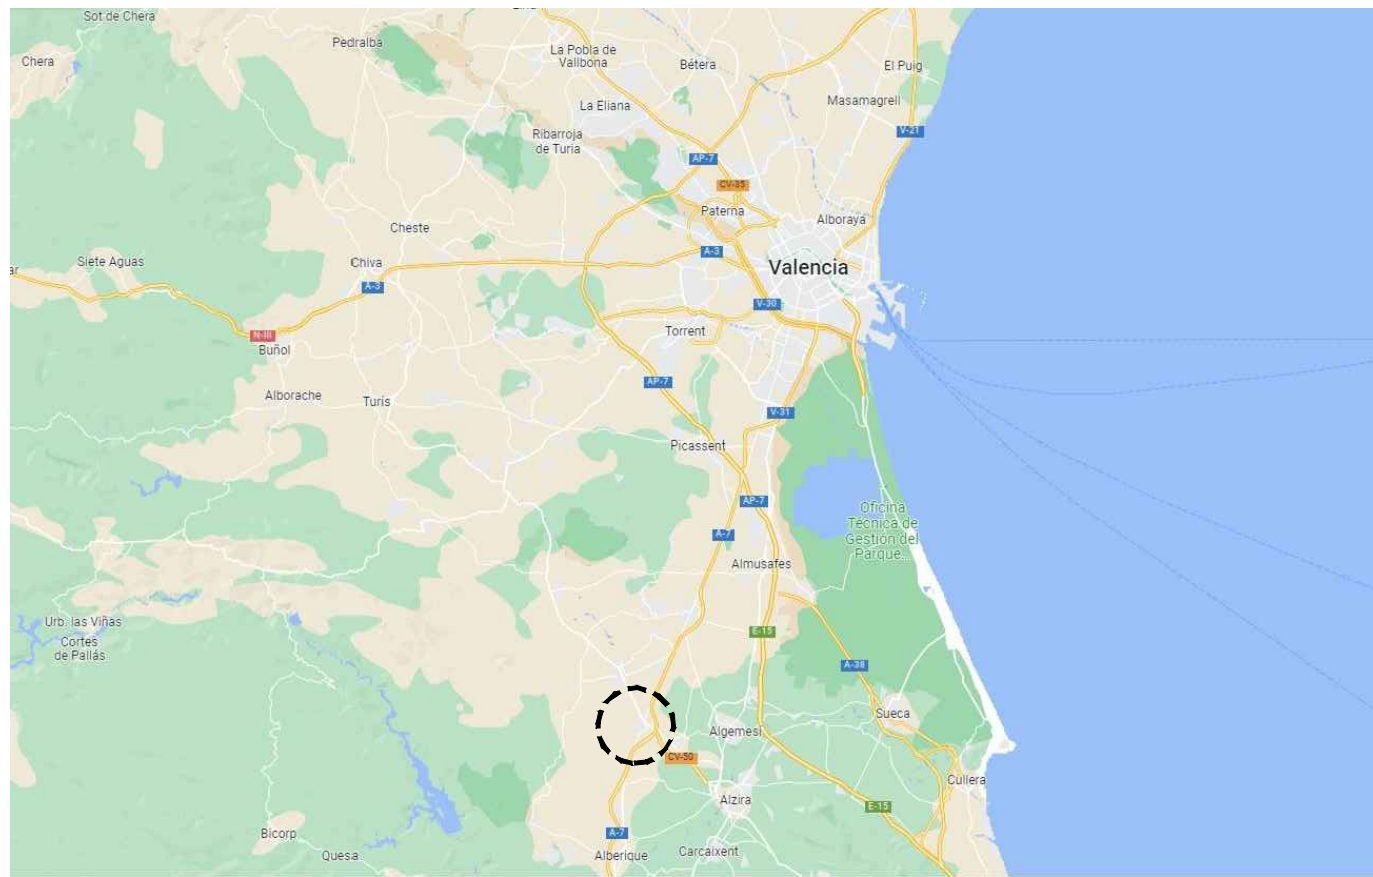 Sot de Chera
Pedralba
La Pobla de
Vallbona
Bétera
El Puig
Chera
Masamagrell
La Eliana
V-21
Ribarroja
de Turia
AP-7
CV-35
Paterna
Alboraya
Cheste
A-3
Siete Aguas
Chiva
Valencia
ar
A-3
V-30
N-III
Torrent
Buñol
AP-7
Alborache
Turís
V-31
Picassent
AP-7
Oficina
Técnica de
Gestión del
Parque...
A-7
Almusafes
Urb. las Viñas
E-15
Cortes
de Pallás
A-38
Sueca
Algemesí
CV-50
Cullera
Alzira
E-15
Bicorp
A-7
Quesa
Alberique
Carcaixent